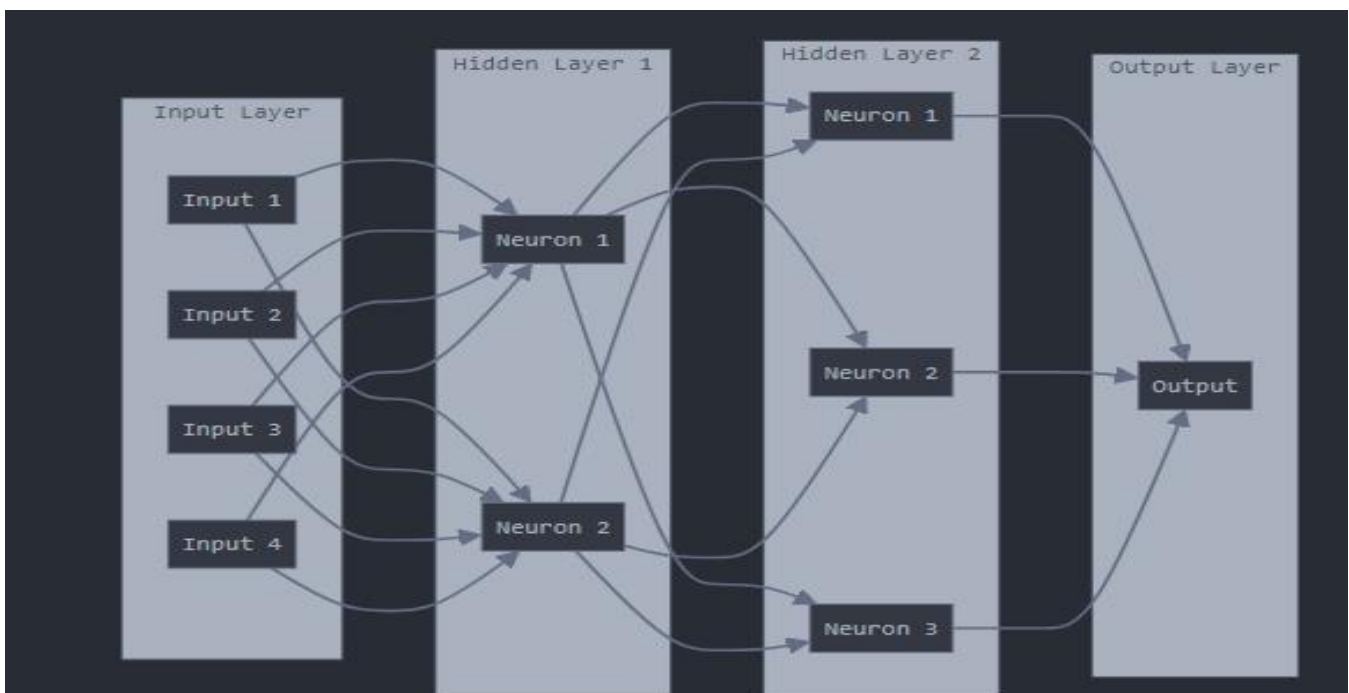 Input Layer
Input 1
Input 2
Input 3
Input 4
Hidden Layer 1
Neuron 1
Neuron 2
Hidden Layer 2
Neuron 1
Neuron 2
Neuron 3
Output Layer
Output